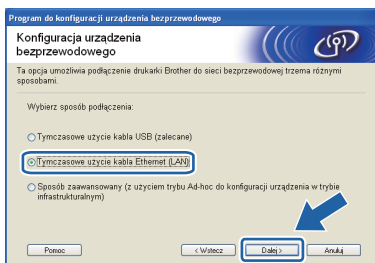 Program do konfiguracji urządzenia bezprzewodowego
Konfiguracja urządzenia
bezprzewodowego
Ta opcja umożliwia podłączenie drukarki Brother do sieci bezprzewodowej trzema różnymi
sposobami.
Wybierz sposób podłączenia:
Tymczasowe użycie kabla USB (zalecane)
Tymczasowe użycie kabla Ethernet (LAN)
Sposób zaawansowany (z użyciem trybu Ad-hoc do konfiguracji urządzenia w trybie
infrastrukturalnym)
Pomoc < Wstecz Dalej > Anuluj